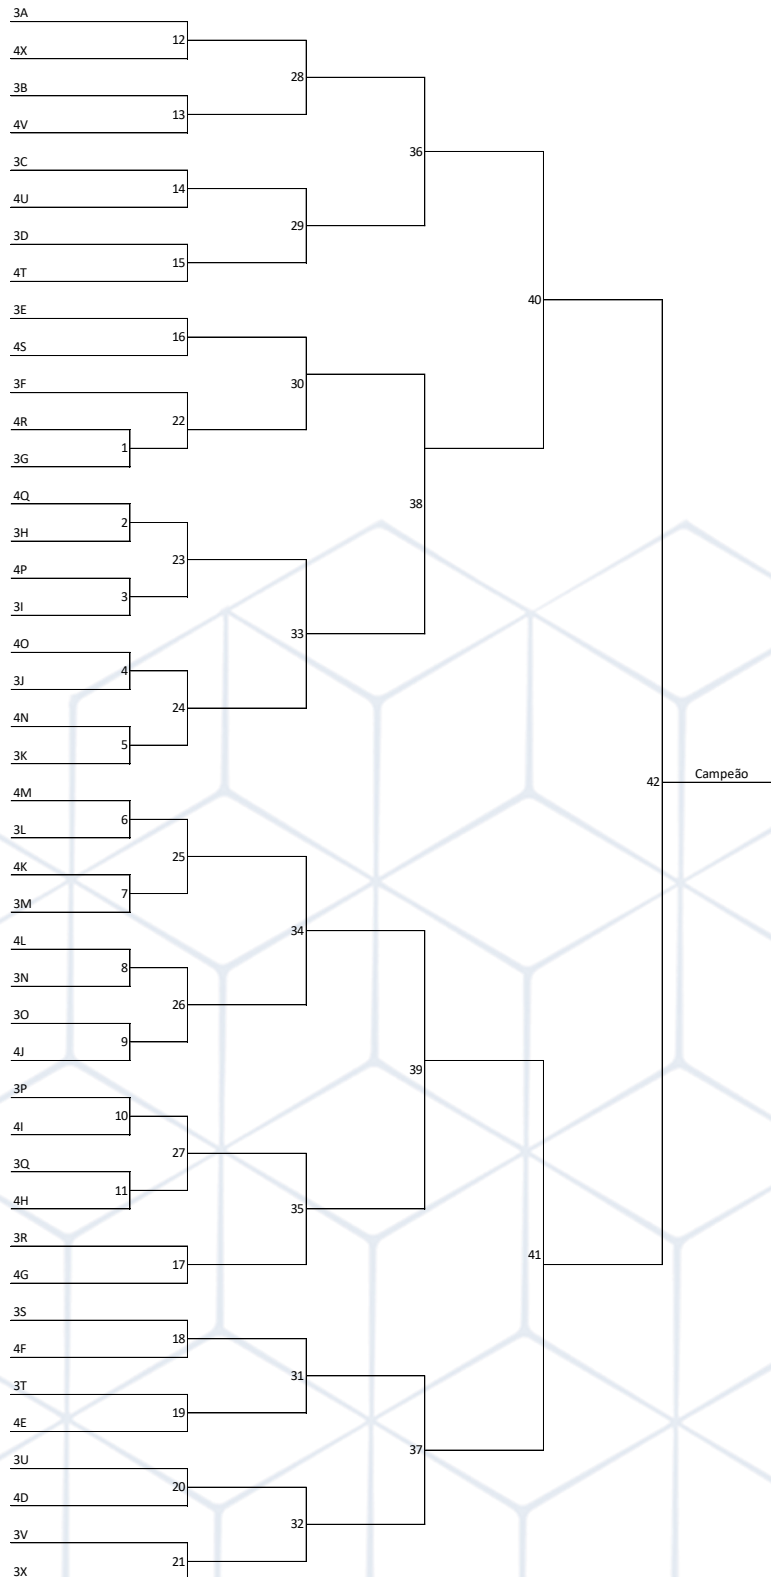 3A
12
4X
28
3B
13
4V
36
3C
14
4U
29
3D
15
4T
40
3E
16
4S
30
3F
22
4R
1
3G
38
4Q
2
3H
23
4P
3
3I
33
4O
4
3J
24
4N
5
3K
42
Campeão
4M
6
3L
25
4K
7
3M
34
4L
8
3N
26
3O
9
4J
39
3P
10
4I
27
3Q
11
4H
35
3R
41
17
4G
3S
18
4F
31
3T
19
4E
37
3U
20
4D
32
3V
21
3X